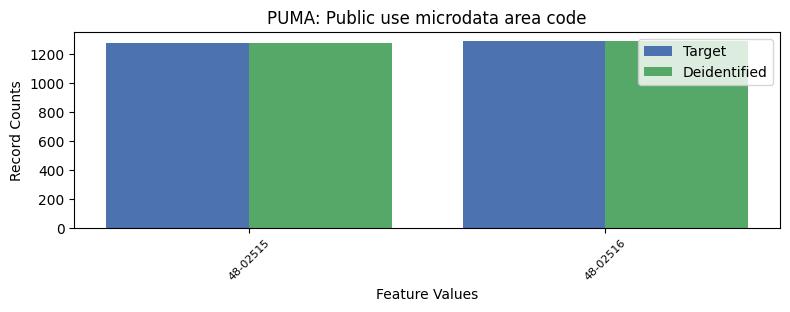 PUMA: Public use microdata area code
Target
Deidentified
Record Counts
1200
1000
800
600
400
200
0
48-02515
48-02516
Feature Values